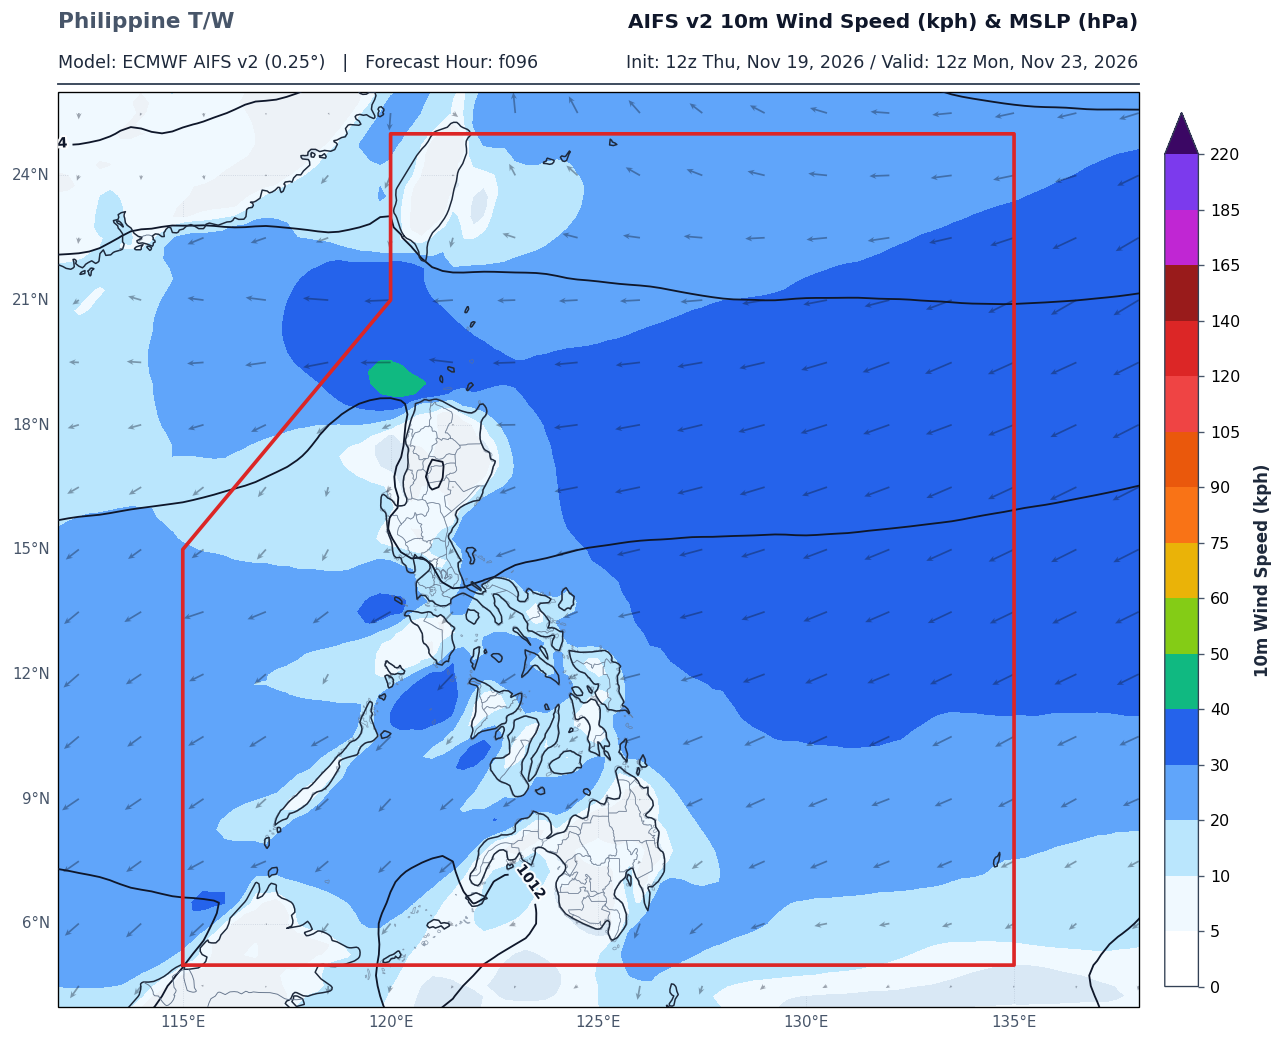 Philippine T/W
AIFS v2 10m Wind Speed (kph) & MSLP (hPa)
Model: ECMWF AIFS v2 (0.25°) | Forecast Hour: f096
Init: 12z Thu, Nov 19, 2026 / Valid: 12z Mon, Nov 23, 2026
4
24°N
21°N
18°N
15°N
12°N
9°N
6°N
1012
115°E
120°E
125°E
130°E
135°E
220
185
165
140
120
105
90
75
60
50
40
30
20
10
5
0
10m Wind Speed (kph)